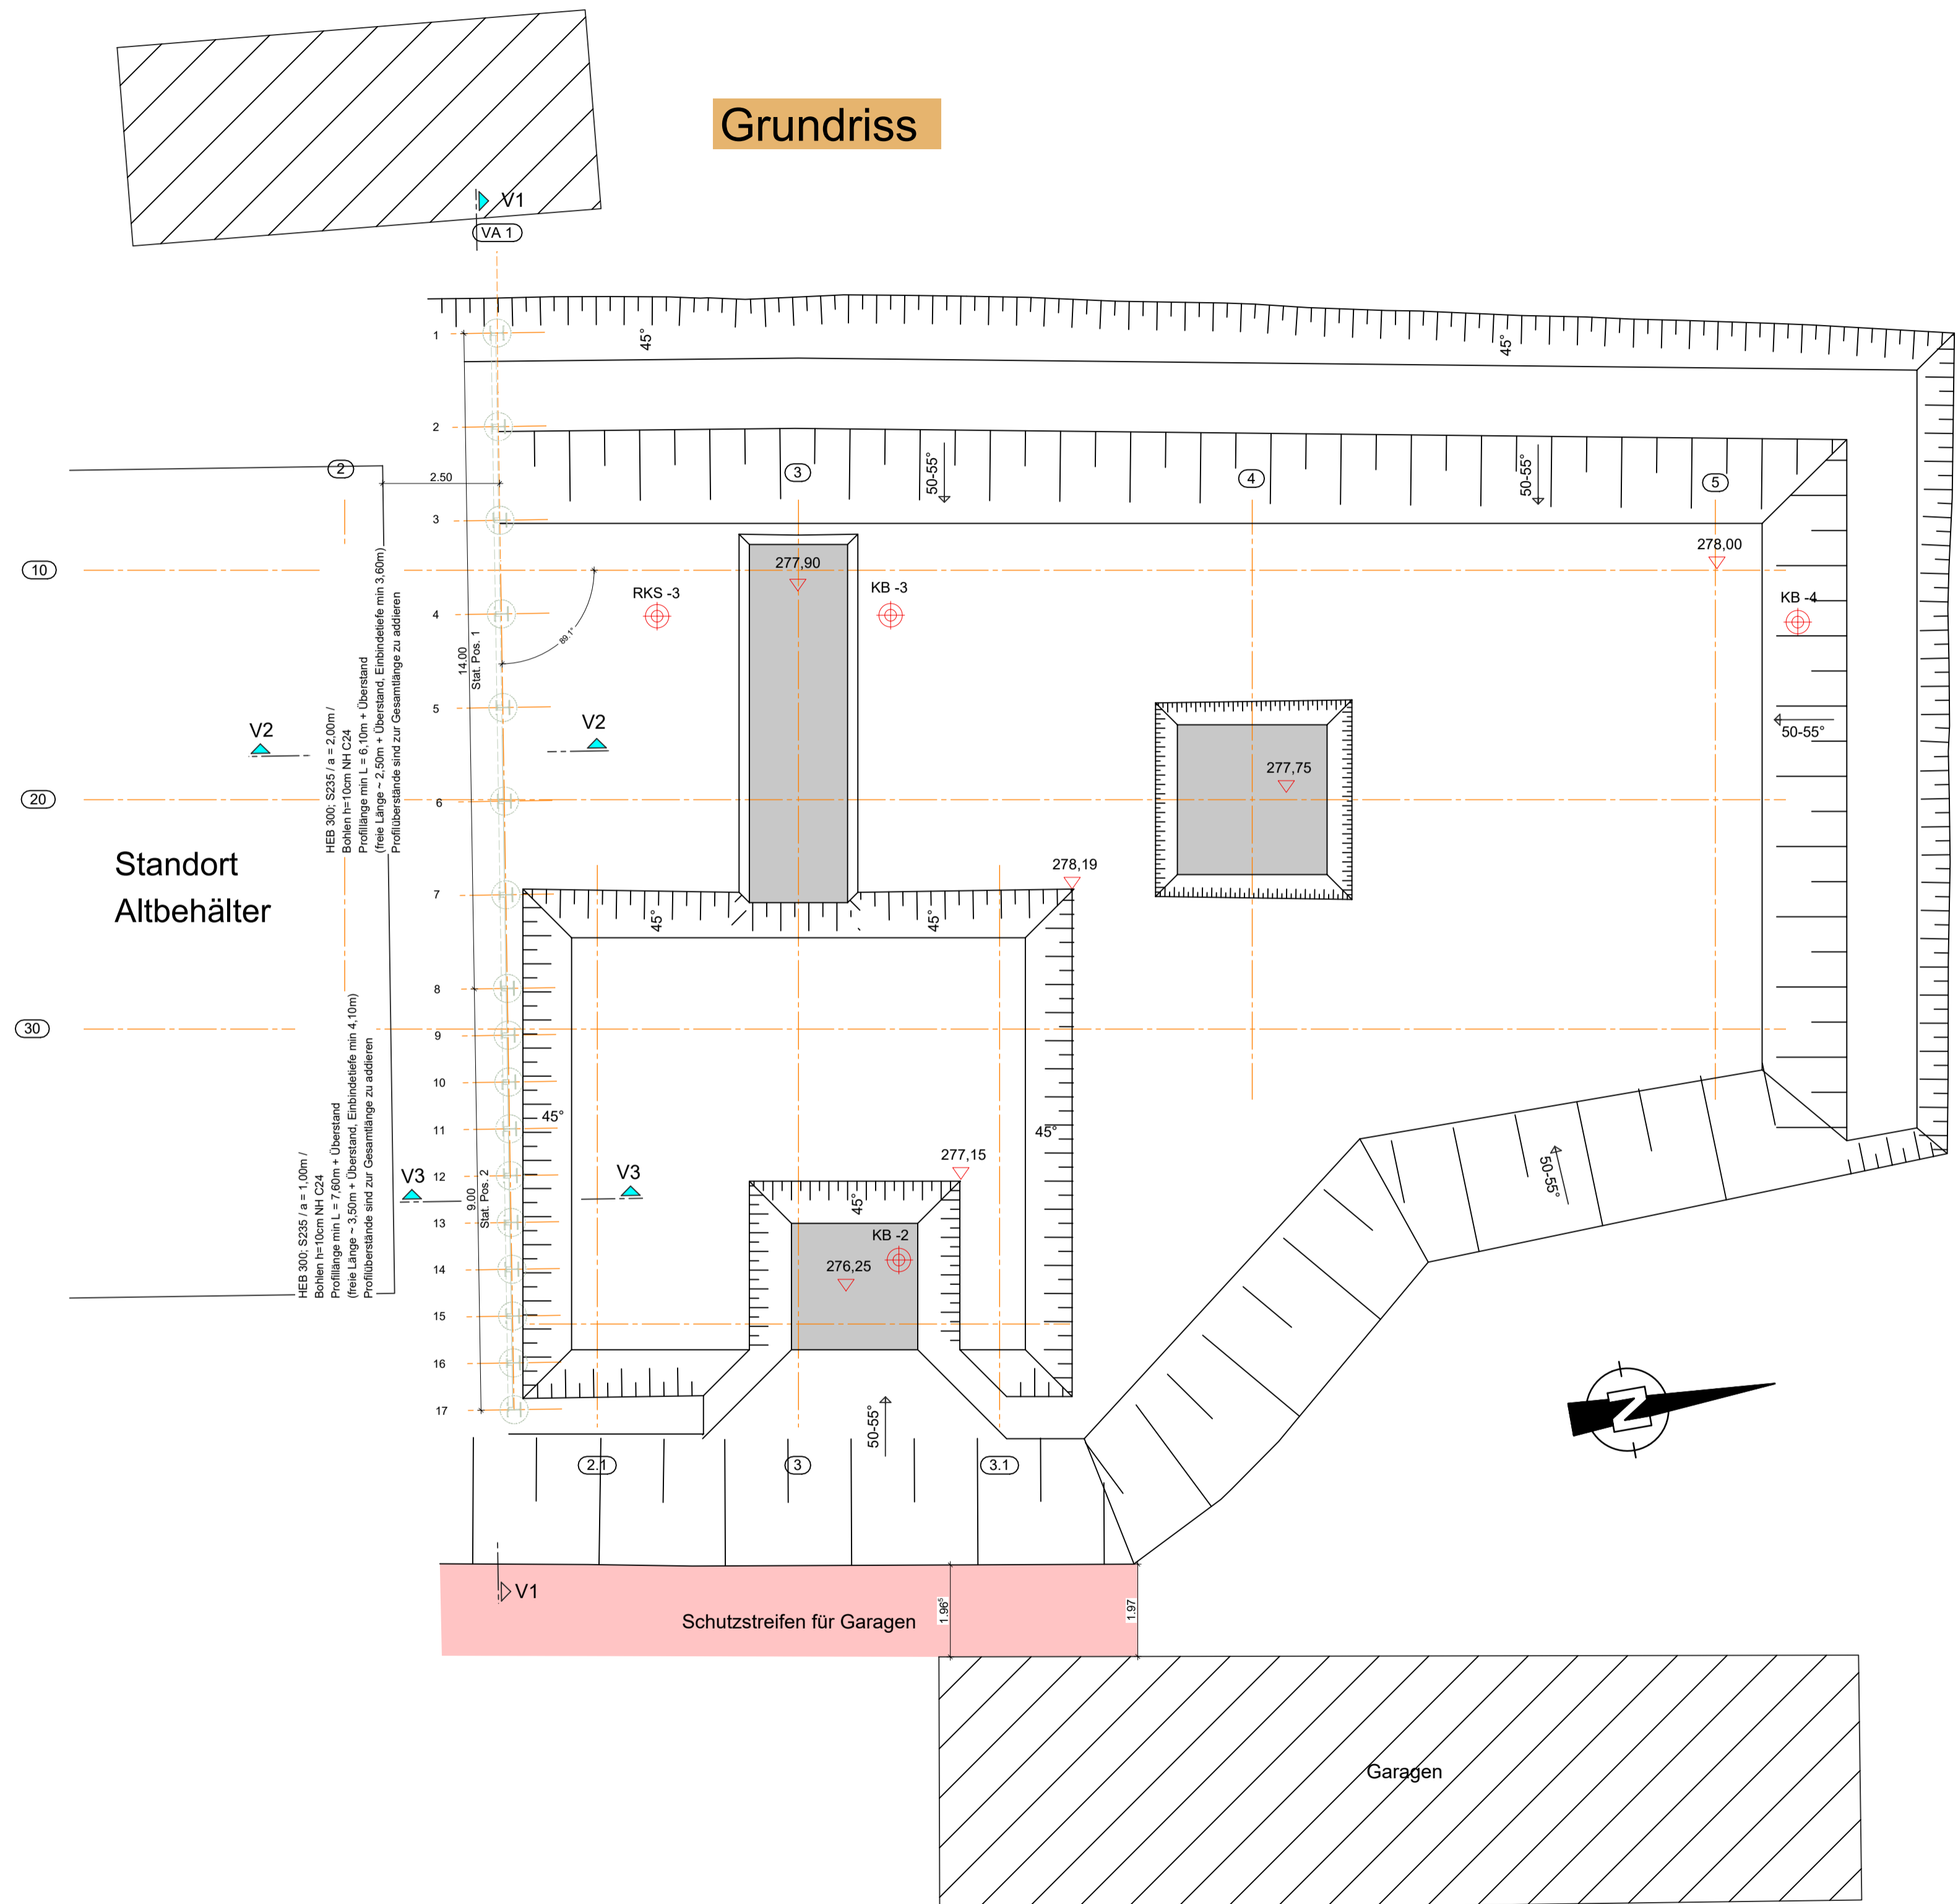 Grundriss
V1
VA 1
1
45°
45°
2
2
3
4
5
2.50
50-55°
50-55°
3
278,00
10
277,90
RKS -3
KB -3
KB -4
4
89.1°
14.00
Stat. Pos. 1
5
V2
V2
50-55°
HEB 300; S235 / a = 2,00m /
Bohlen h=10cm NH C24
Profillänge min L = 6,10m + Überstand
(freie Länge ~ 2,50m + Überstand, Einbindetiefe min 3,60m)
Profilüberstände sind zur Gesamtlänge zu addieren
277,75
20
6
Standort
Altbehälter
278,19
7
45°
45°
8
30
9
10
45°
11
45°
HEB 300; S235 / a = 1,00m /
Bohlen h=10cm NH C24
Profillänge min L = 7,60m + Überstand
(freie Länge ~ 3,50m + Überstand, Einbindetiefe min 4,10m)
Profilüberstände sind zur Gesamtlänge zu addieren
277,15
50-55°
V3
12
V3
9.00
Stat. Pos. 2
45°
13
KB -2
14
276,25
15
16
17
N
50-55°
2.1
3
3.1
V1
Schutzstreifen für Garagen
1.96⁵
1.97
Garagen